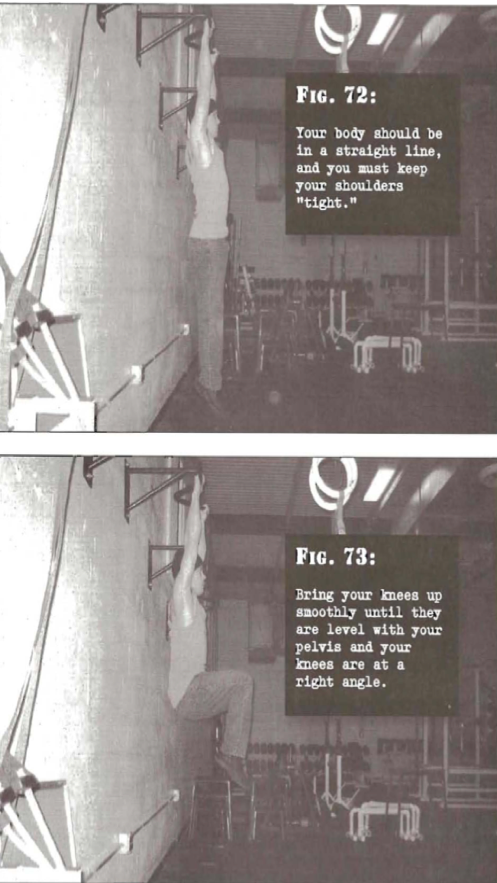 FIG. 72:
Your body should be
in a straight line,
and you must keep
your shoulders
"tight."
FIG. 73:
Bring your knees up
smoothly until they
are level with your
pelvis and your
knees are at a
right angle.